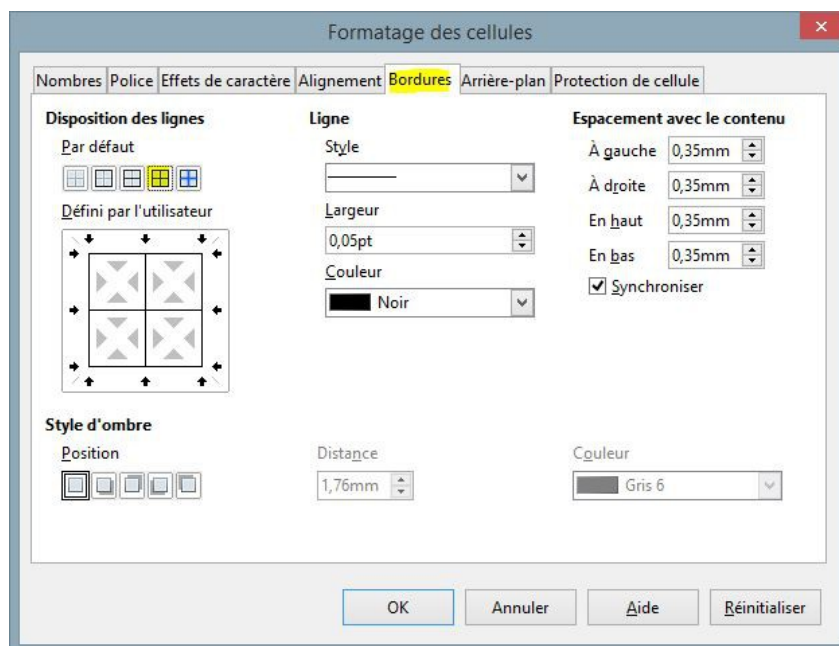 Formatage des cellules
Nombres Police Effets de caractère Alignement Bordures Arrière-plan Protection de cellule
Disposition des lignes
Par défaut
Défini par l'utilisateur
Ligne
Style
Largeur
0,05pt
Couleur
Noir
Espacement avec le contenu
À gauche 0,35mm
À droite 0,35mm
En haut 0,35mm
En bas 0,35mm
Synchroniser
Style d'ombre
Position
Distance
1,76mm
Couleur
Gris 6
OK Annuler Aide Réinitialiser